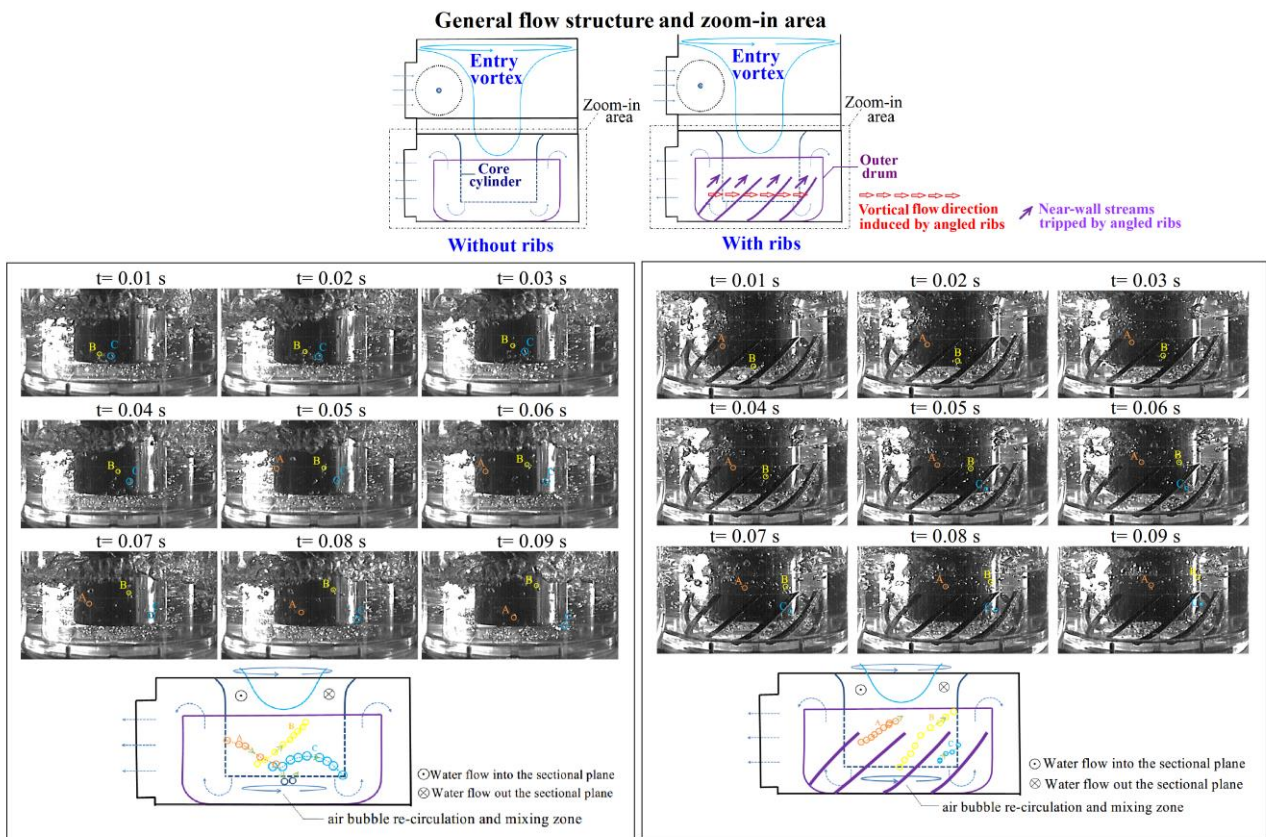 General flow structure and zoom-in area
Entry
vortex
Zoom-in
area
Core
cylinder
Without ribs
Entry
vortex
Zoom-in
area
Outer
drum
Vortical flow direction
induced by angled ribs
Near-wall streams
tripped by angled ribs
With ribs
t= 0.01 s
t= 0.02 s
t= 0.03 s
B
C
B
C
B
C
t= 0.04 s
t= 0.05 s
t= 0.06 s
B
C
A
B
C
A
B
C
t= 0.07 s
t= 0.08 s
t= 0.09 s
A
B
C
A
B
C
A
B
C
A
B
C
Water flow into the sectional plane
Water flow out the sectional plane
air bubble re-circulation and mixing zone
t= 0.01 s
t= 0.02 s
t= 0.03 s
A
B
A
B
A
B
t= 0.04 s
t= 0.05 s
t= 0.06 s
A
B
A
B
C
A
B
C
t= 0.07 s
t= 0.08 s
t= 0.09 s
A
B
C
A
B
C
A
B
C
A
B
C
Water flow into the sectional plane
Water flow out the sectional plane
air bubble re-circulation and mixing zone